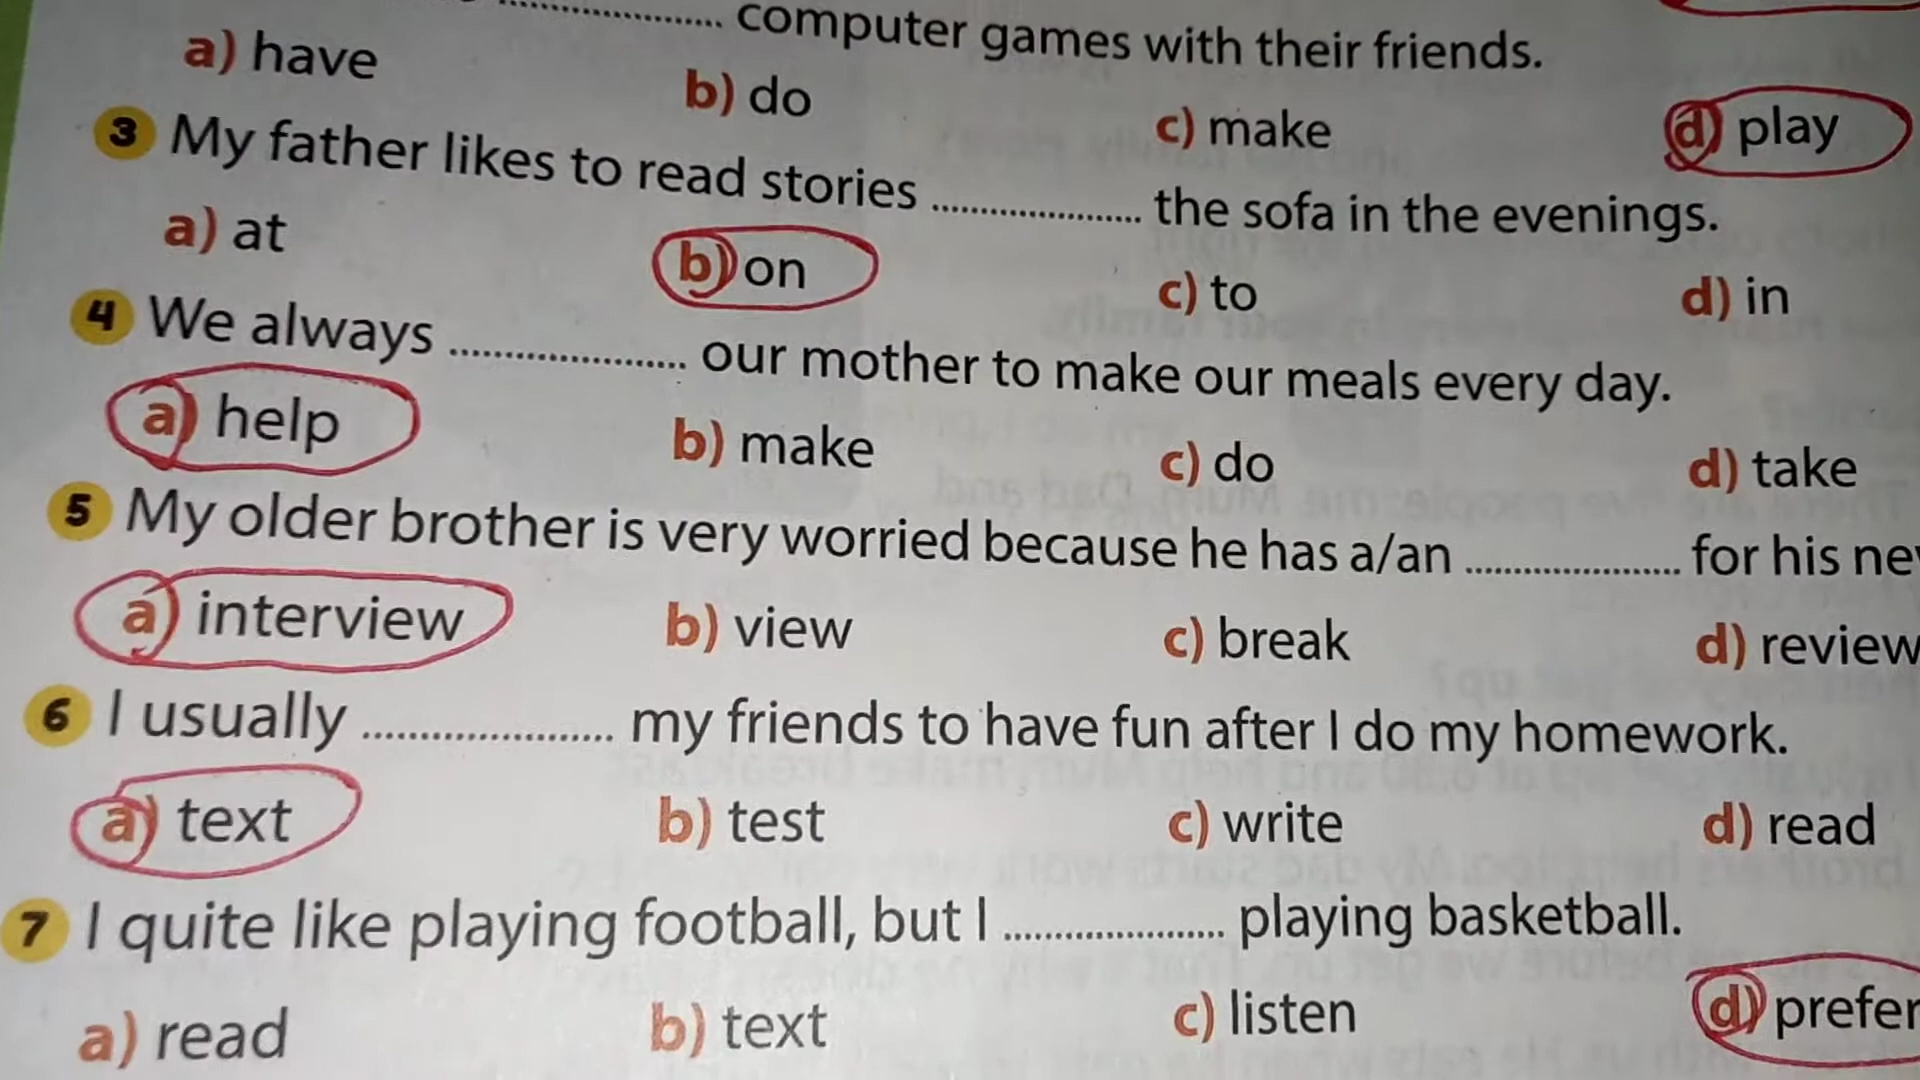 .................... computer games with their friends.
a) have b) do c) make d) play
3 My father likes to read stories .................... the sofa in the evenings.
a) at b) on c) to d) in
4 We always .................... our mother to make our meals every day.
a) help b) make c) do d) take
5 My older brother is very worried because he has a/an .................... for his
a) interview b) view c) break d) review
6 I usually .................... my friends to have fun after I do my homework.
a) text b) test c) write d) read
7 I quite like playing football, but I .................... playing basketball.
a) read b) text c) listen d) prefer